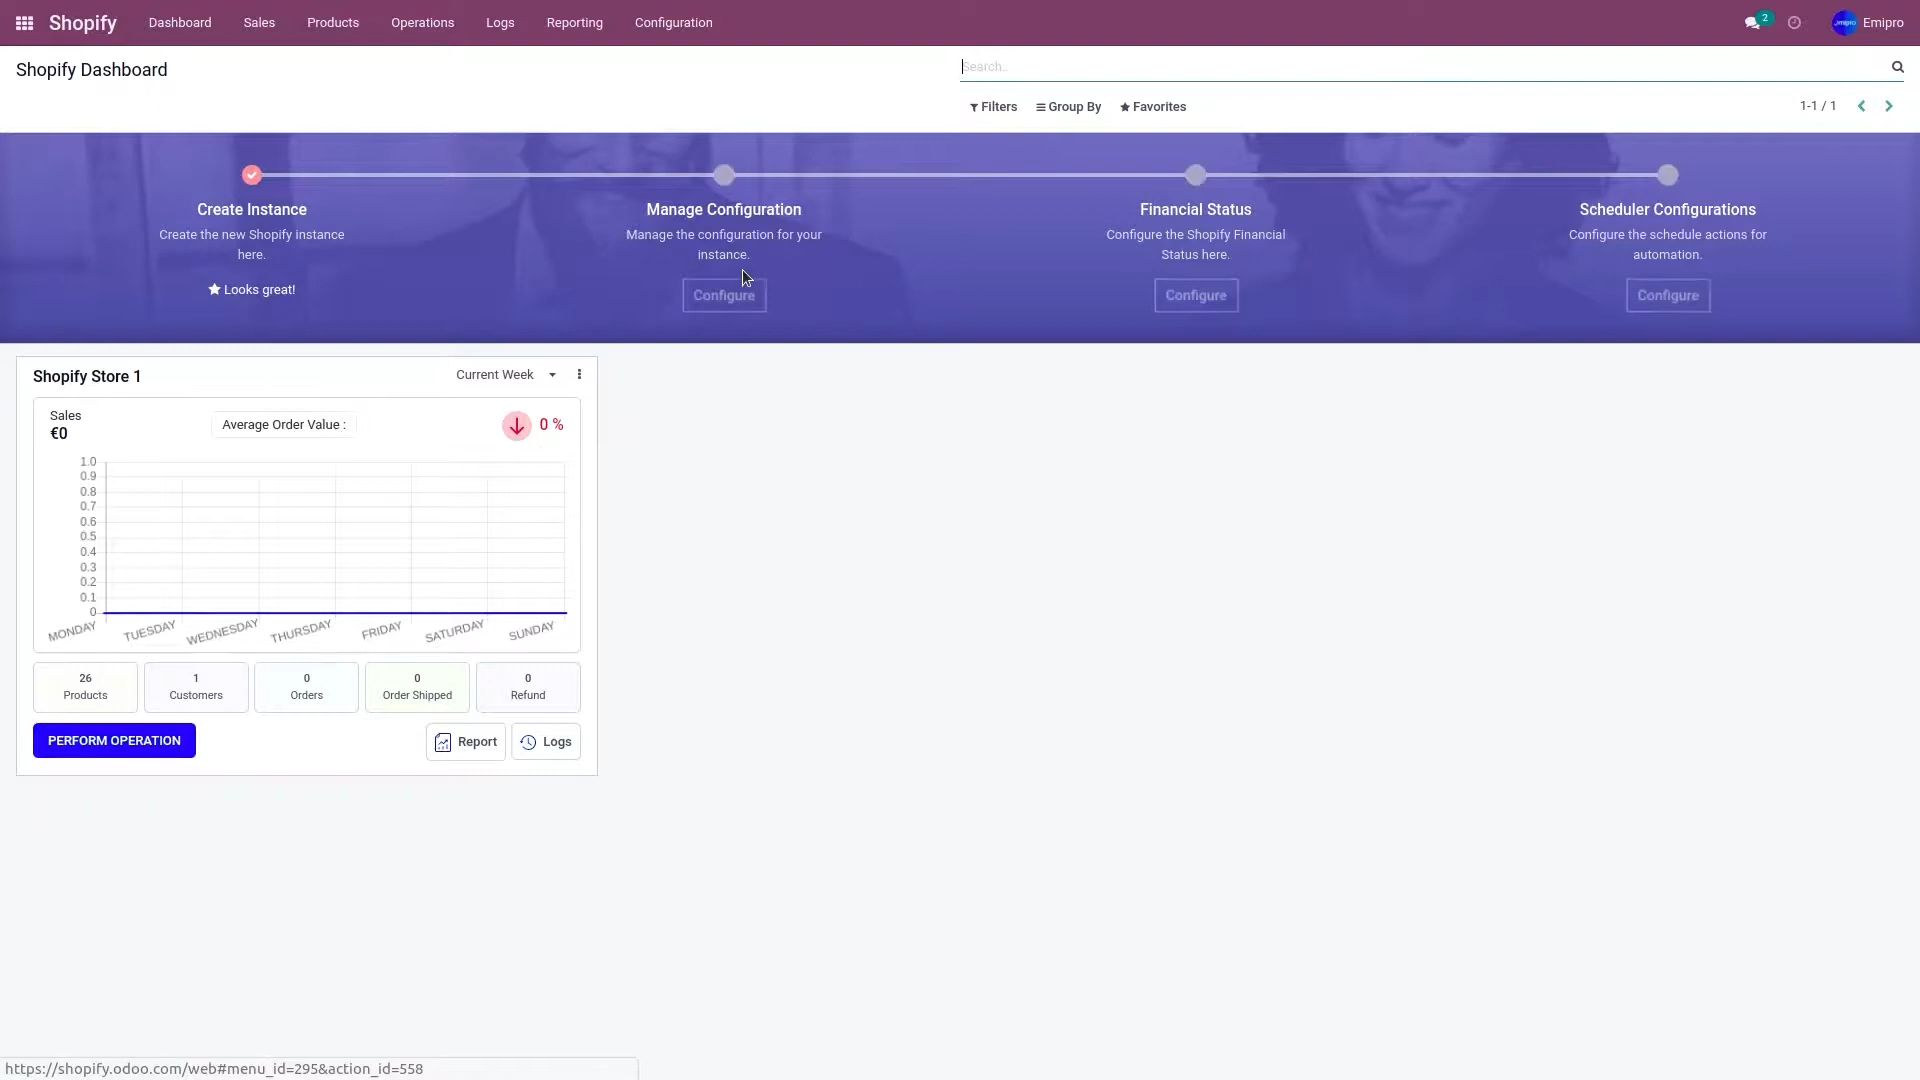 Shopify Dashboard Sales Products Operations Logs Reporting Configuration 2 Emipro
Shopify Dashboard
Search...
Filters Group By Favorites 1-1 / 1
Create Instance
Create the new Shopify instance
here.
Looks great!
Manage Configuration
Manage the configuration for your
instance.
Configure
Financial Status
Configure the Shopify Financial
Status here.
Configure
Scheduler Configurations
Configure the schedule actions for
automation.
Configure
Shopify Store 1 Current Week
Sales
€0
Average Order Value :
0 %
1.0
0.9
0.8
0.7
0.6
0.5
0.4
0.3
0.2
0.1
0
MONDAY TUESDAY WEDNESDAY THURSDAY FRIDAY SATURDAY SUNDAY
26
Products
1
Customers
0
Orders
0
Order Shipped
0
Refund
PERFORM OPERATION Report Logs
https://shopify.odoo.com/web#menu_id=295&action_id=558